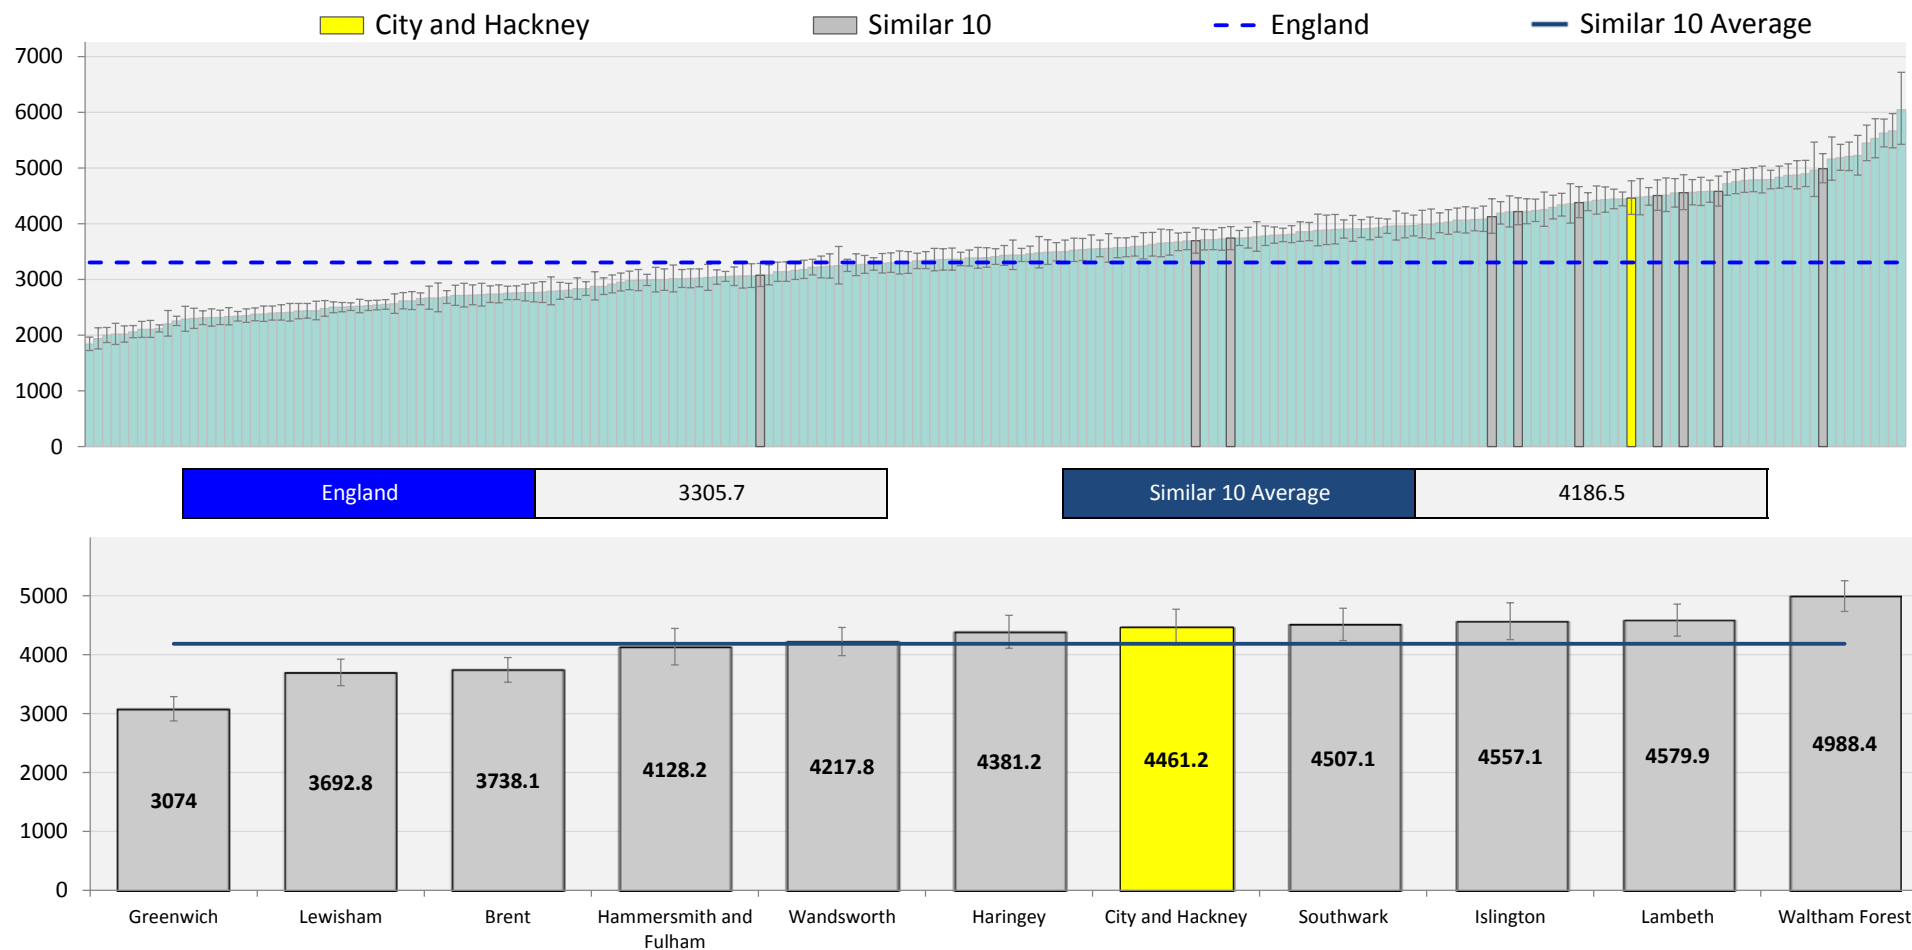 City and Hackney Similar 10 England Similar 10 Average
7000
6000
5000
4000
3000
2000
1000
0
England 3305.7 Similar 10 Average 4186.5
5000
4000
3000
2000
1000
0
3074 3692.8 3738.1 4128.2 4217.8 4381.2 4461.2 4507.1 4557.1 4579.9 4988.4
Greenwich Lewisham Brent Hammersmith and Wandsworth Haringey City and Hackney Southwark Islington Lambeth Waltham Forest
Fulham